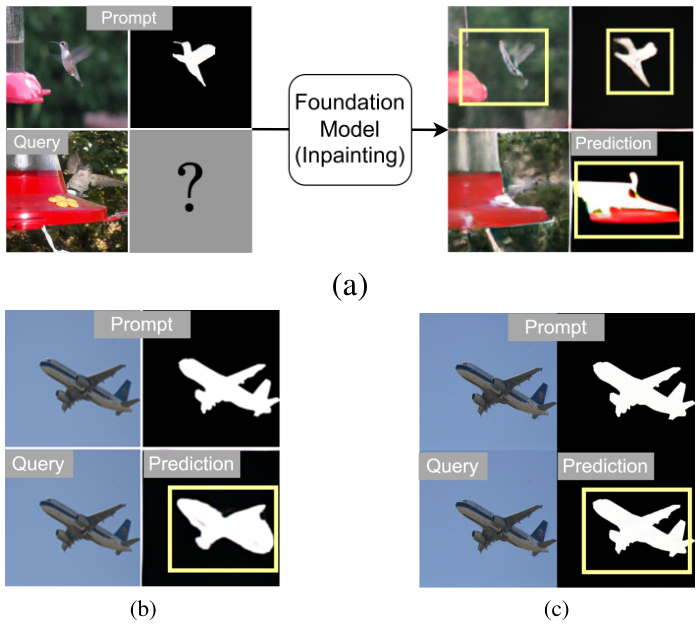 Prompt
Query
?
Foundation
Model
(Inpainting)
Prediction
(a)
Prompt
Query
Prediction
(b)
Prompt
Query
Prediction
(c)